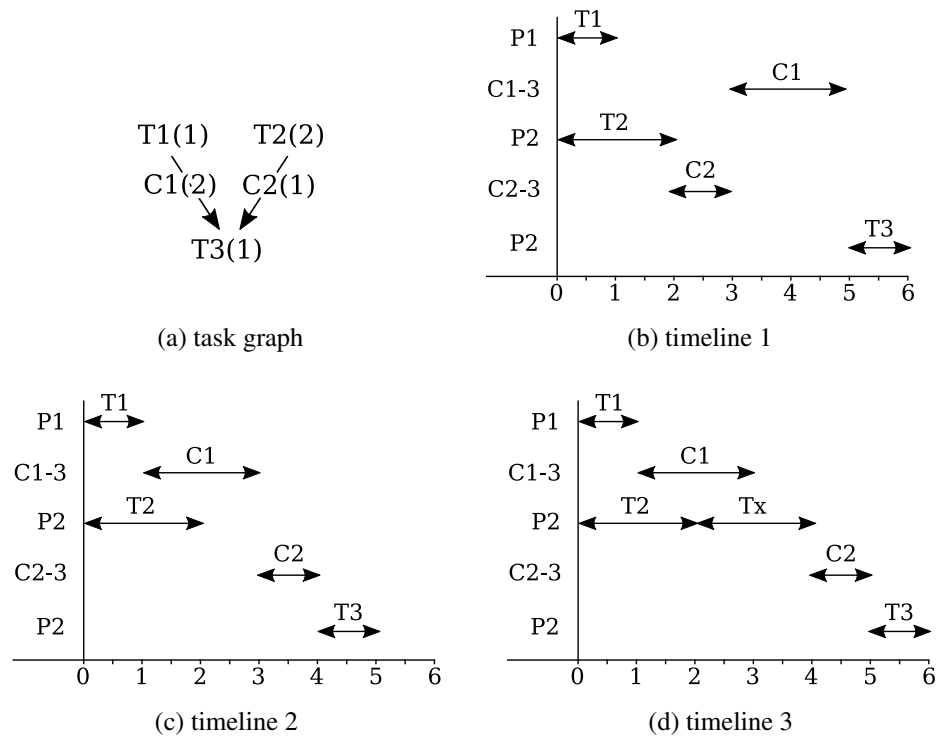 T1(1) T2(2)
C1(2) C2(1)
T3(1)
(a) task graph
P1 T1
C1-3 C1
P2 T2
C2-3 C2
P2 T3
0 1 2 3 4 5 6
(b) timeline 1
P1 T1
C1-3 C1
P2 T2
C2-3 C2
P2 T3
0 1 2 3 4 5 6
(c) timeline 2
P1 T1
C1-3 C1
P2 T2 Tx
C2-3 C2
P2 T3
0 1 2 3 4 5 6
(d) timeline 3